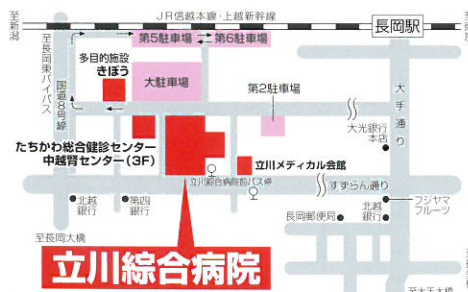 至新潟
JR信越本線・上越新幹線
長岡駅
至東京
至長岡東バイパス
多目的施設
きぼう
第5駐車場
第6駐車場
国道8号線
大駐車場
第2駐車場
大手通り
大光銀行
本店
たちかわ総合健診センター
中越腎センター(3F)
立川メディカル会館
立川綜合病院前バス停
すずらん通り
北越
銀行
第四
銀行
長岡郵便局
北越
銀行
フジヤマ
フルーツ
至長岡大橋
立川綜合病院